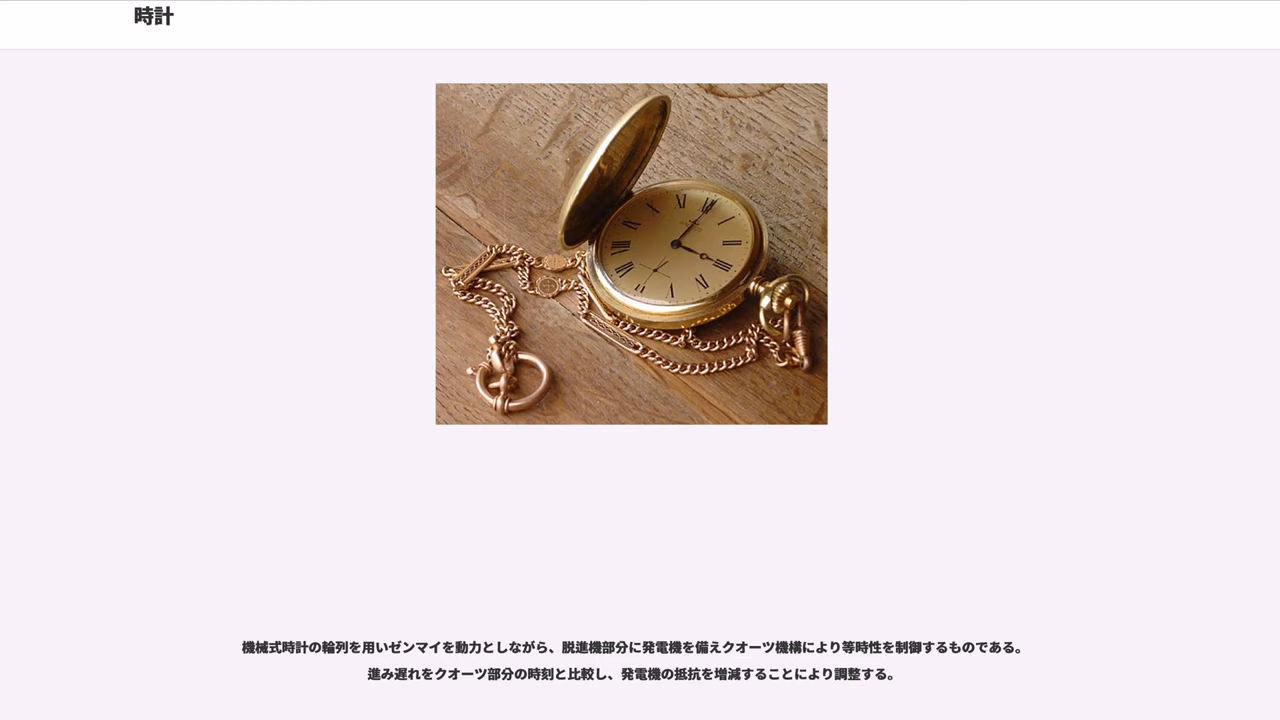 時計
機械式時計の輪列を用いゼンマイを動力としながら、脱進機部分に発電機を備えクオーツ機構により等時性を制御するものである。
進み遅れをクオーツ部分の時刻と比較し、発電機の抵抗を増減することにより調整する。